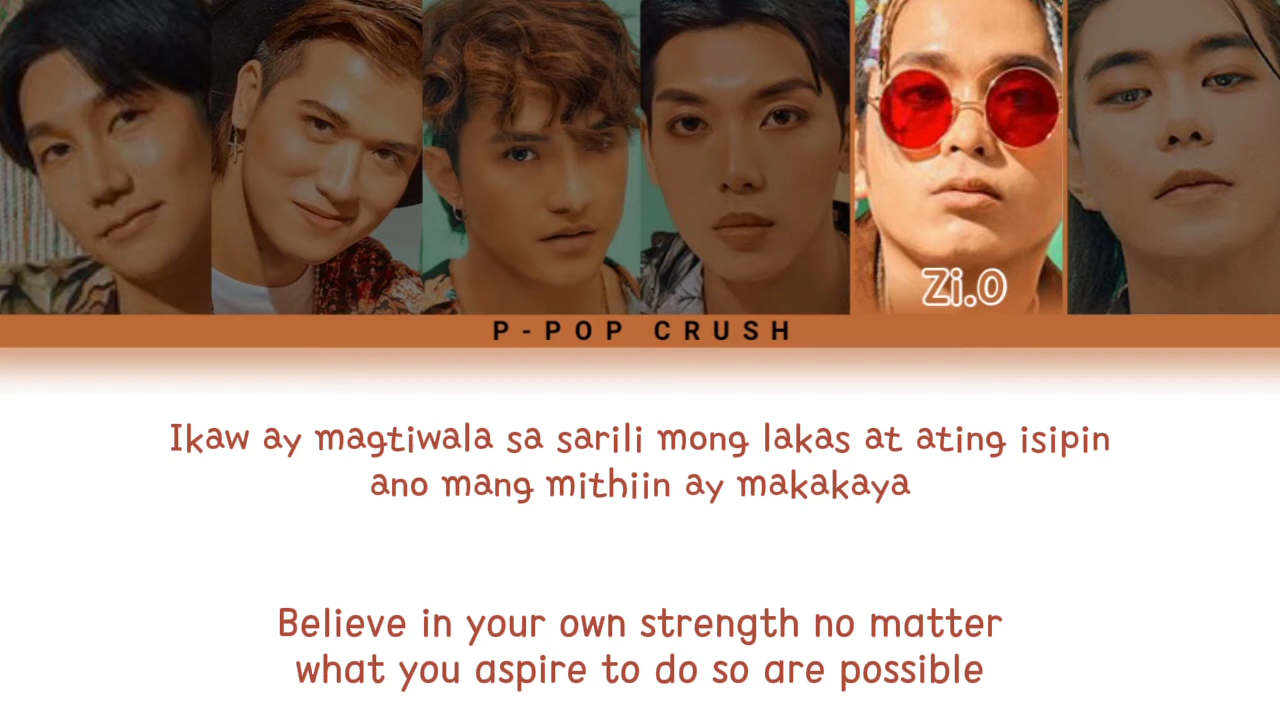 Zi.O
P-POP CRUSH
Ikaw ay magtiwala sa sarili mong lakas at ating isipin
ano mang mithiin ay makakaya
Believe in your own strength no matter
what you aspire to do so are possible